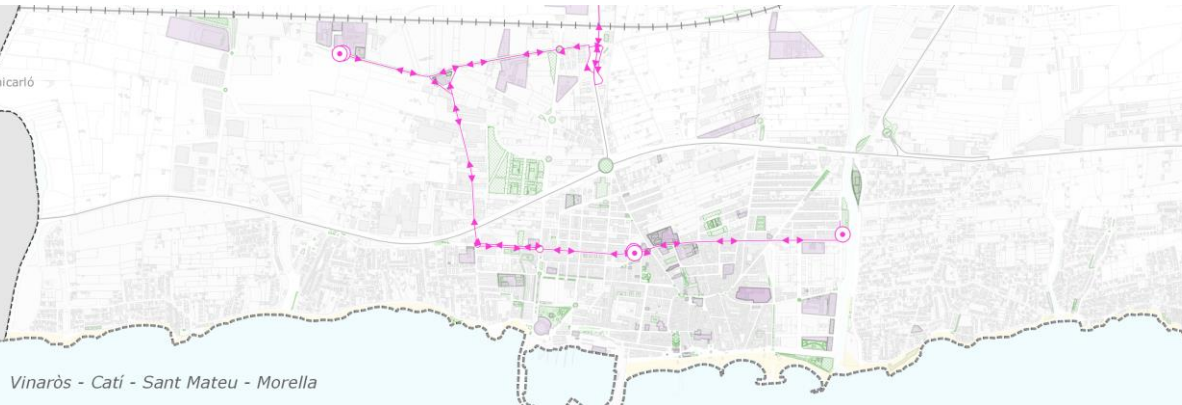 nicarló
Vinaròs - Catí - Sant Mateu - Morella